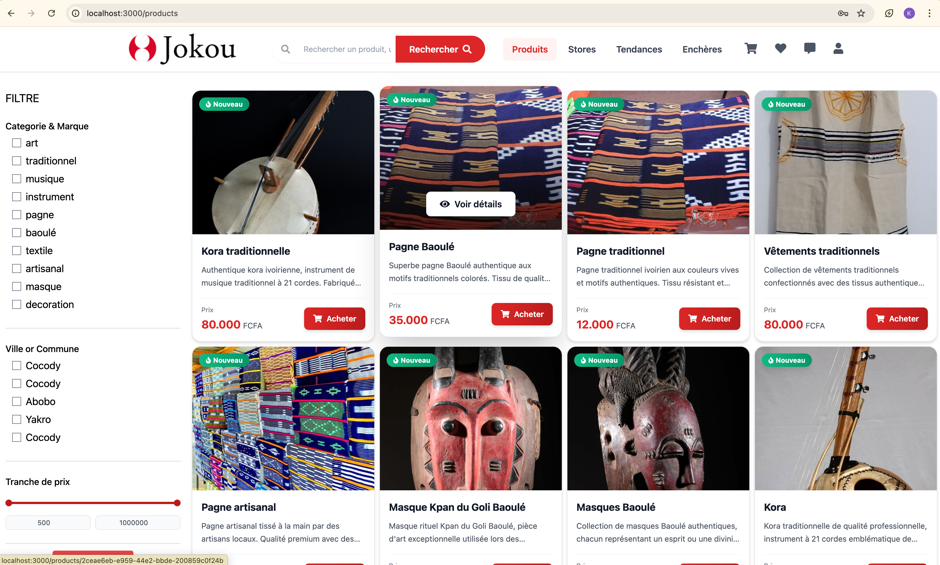 localhost:3000/products
K
Jokou
Rechercher un produit, u
Rechercher
Produits
Stores
Tendances
Enchères
FILTRE
Categorie & Marque
art
traditionnel
musique
instrument
pagne
baoulé
textile
artisanal
masque
decoration
Ville or Commune
Cocody
Cocody
Abobo
Yakro
Cocody
Tranche de prix
500
1000000
Nouveau
Kora traditionnelle
Authentique kora ivoirienne, instrument de
musique traditionnel à 21 cordes. Fabriqué...
Prix
80.000 FCFA
Acheter
Nouveau
Voir détails
Pagne Baoulé
Superbe pagne Baoulé authentique aux
motifs traditionnels colorés. Tissu de qualit...
Prix
35.000 FCFA
Acheter
Nouveau
Pagne traditionnel
Pagne traditionnel ivoirien aux couleurs vives
et motifs authentiques. Tissu résistant et...
Prix
12.000 FCFA
Acheter
Nouveau
Vêtements traditionnels
Collection de vêtements traditionnels
confectionnés avec des tissus authentique...
Prix
80.000 FCFA
Acheter
Nouveau
Pagne artisanal
Pagne artisanal tissé à la main par des
artisans locaux. Qualité premium avec des...
Nouveau
Masque Kpan du Goli Baoulé
Masque rituel Kpan du Goli Baoulé, pièce
d'art exceptionnelle utilisée lors des...
Nouveau
Masques Baoulé
Collection de masques Baoulé authentiques,
chacun représentant un esprit ou une divini...
Nouveau
Kora
Kora traditionnelle de qualité professionnelle,
instrument à 21 cordes emblématique de...
localhost:3000/products/2ceae6eb-e959-44e2-bbde-200859c0f24b